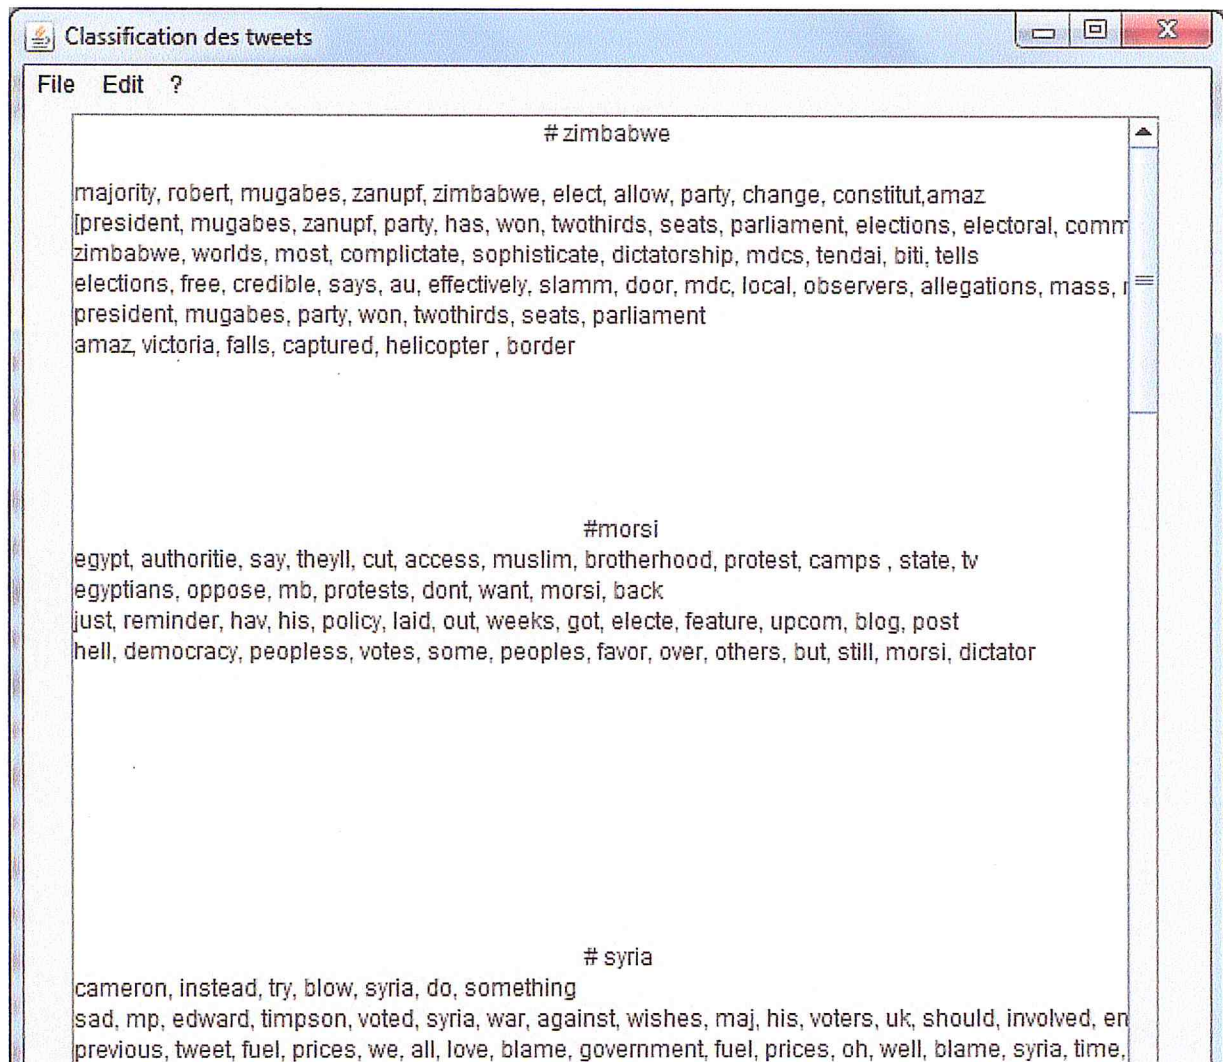 Classification des tweets
File Edit ?
# zimbabwe
majority, robert, mugabes, zanupf, zimbabwe, elect, allow, party, change, constitut,amaz
[president, mugabes, zanupf, party, has, won, twothirds, seats, parliament, elections, electoral, comm
zimbabwe, worlds, most, complictate, sophisticate, dictatorship, mdcs, tendai, biti, tells
elections, free, credible, says, au, effectively, slamm, door, mdc, local, observers, allegations, mass,
president, mugabes, party, won, twothirds, seats, parliament
amaz, victoria, falls, captured, helicopter , border
#morsi
egypt, authoritie, say, theyll, cut, access, muslim, brotherhood, protest, camps , state, tv
egyptians, oppose, mb, protests, dont, want, morsi, back
just, reminder, hav, his, policy, laid, out, weeks, got, electe, feature, upcom, blog, post
hell, democracy, peopless, votes, some, peoples, favor, over, others, but, still, morsi, dictator
# syria
cameron, instead, try, blow, syria, do, something
sad, mp, edward, timpson, voted, syria, war, against, wishes, maj, his, voters, uk, should, involved, en
previous, tweet, fuel, prices, we, all, love, blame, government, fuel, prices, oh, well, blame, syria, time,